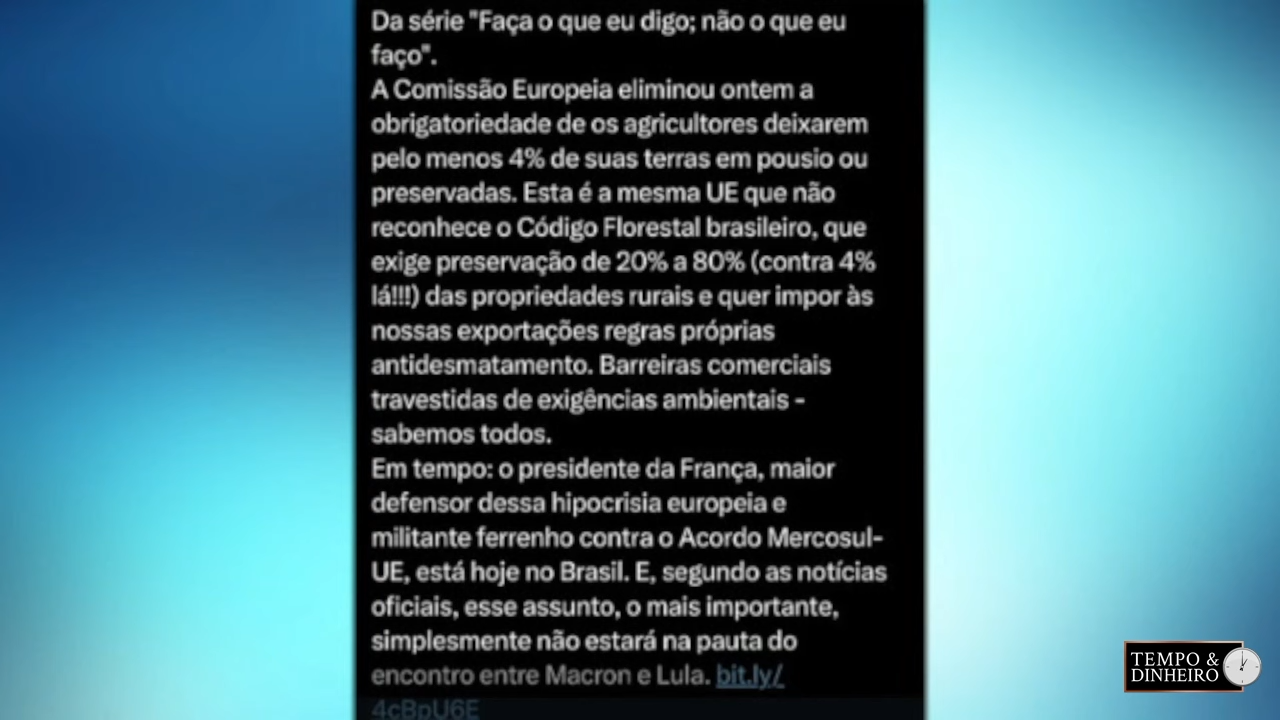 Da série "Faça o que eu digo; não o que eu
faço".
A Comissão Europeia eliminou ontem a
obrigatoriedade de os agricultores deixarem
pelo menos 4% de suas terras em pousio ou
preservadas. Esta é a mesma UE que não
reconhece o Código Florestal brasileiro, que
exige preservação de 20% a 80% (contra 4%
lá!!!) das propriedades rurais e quer impor às
nossas exportações regras próprias
antidesmatamento. Barreiras comerciais
travestidas de exigências ambientais -
sabemos todos.
Em tempo: o presidente da França, maior
defensor dessa hipocrisia europeia e
militante ferrenho contra o Acordo Mercosul-
UE, está hoje no Brasil. E, segundo as notícias
oficiais, esse assunto, o mais importante,
simplesmente não estará na pauta do
encontro entre Macron e Lula. bit.ly/
4cBpU6E
TEMPO &
DINHEIRO